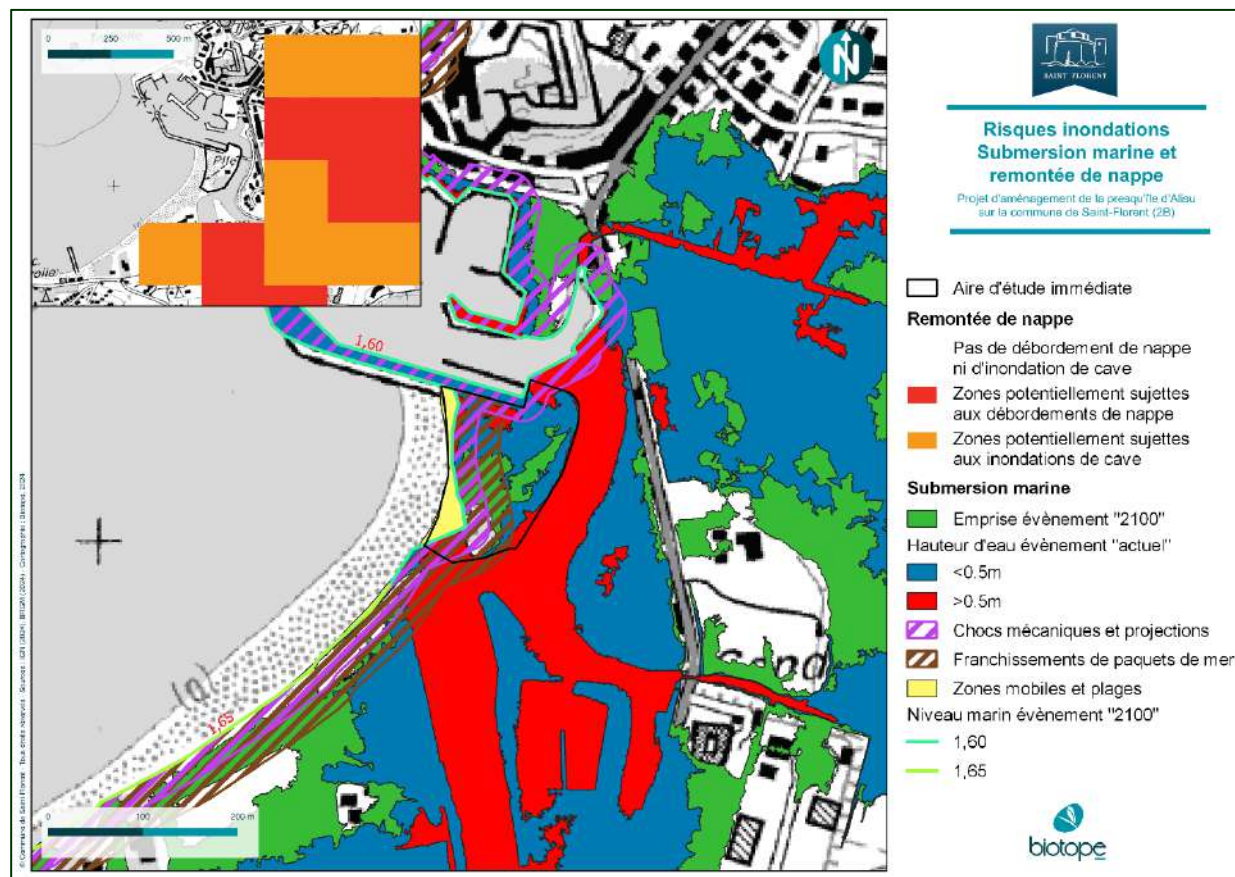 0 250 500 m
N
SAINT FLORENT
Risques inondations
Submersion marine et
remontée de nappe
Projet d'aménagement de la presqu'île d'Alisu
sur la commune de Saint-Florent (2B)
Aire d'étude immédiate
Remontée de nappe
Pas de débordement de nappe
ni d'inondation de cave
Zones potentiellement sujettes
aux débordements de nappe
Zones potentiellement sujettes
aux inondations de cave
Submersion marine
Emprise évènement "2100"
Hauteur d'eau évènement "actuel"
<0.5m
>0.5m
Chocs mécaniques et projections
Franchissements de paquets de mer
Zones mobiles et plages
Niveau marin évènement "2100"
1,60
1,65
biotope
1,60
1,65
(a)
0 100 200 m